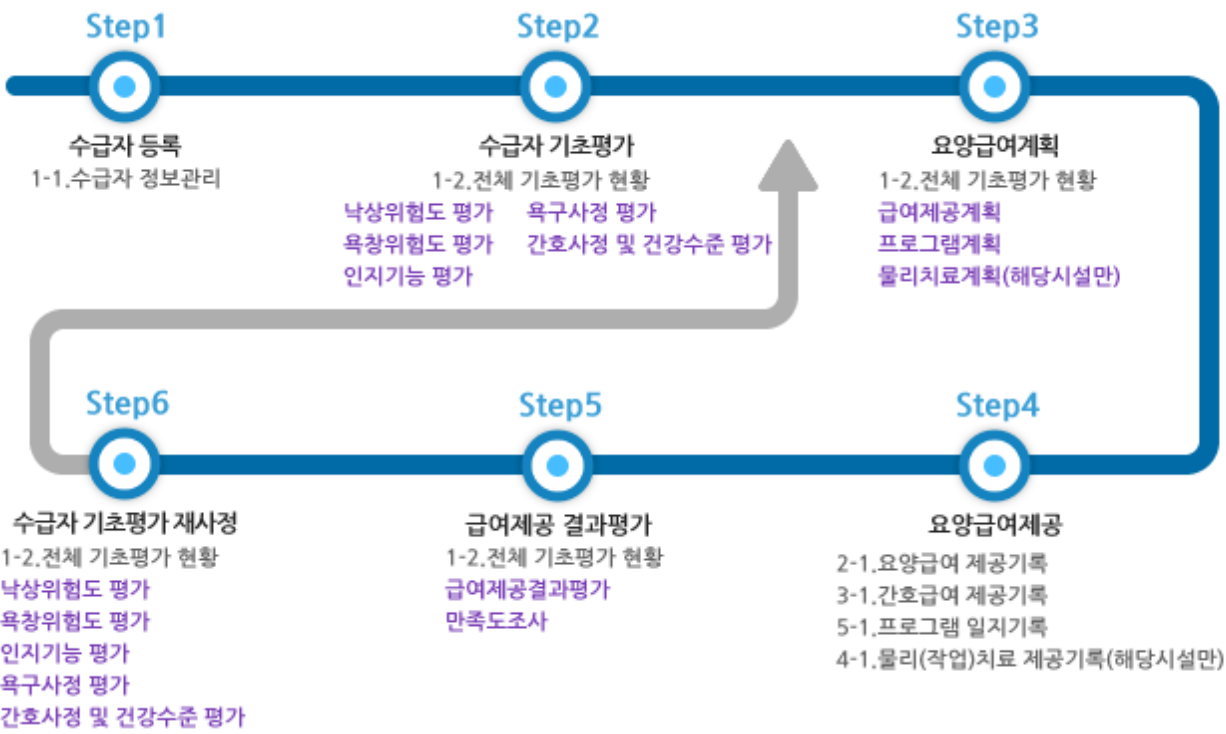 Step1
수급자 등록
1-1.수급자 정보관리
Step2
수급자 기초평가
1-2.전체 기초평가 현황
낙상위험도 평가 욕구사정 평가
욕창위험도 평가 간호사정 및 건강수준 평가
인지기능 평가
Step3
요양급여계획
1-2.전체 기초평가 현황
급여제공계획
프로그램계획
물리치료계획(해당시설만)
Step4
요양급여제공
2-1.요양급여 제공기록
3-1.간호급여 제공기록
5-1.프로그램 일지기록
4-1.물리(작업)치료 제공기록(해당시설만)
Step5
급여제공 결과평가
1-2.전체 기초평가 현황
급여제공결과평가
만족도조사
Step6
수급자 기초평가 재사정
1-2.전체 기초평가 현황
낙상위험도 평가
욕창위험도 평가
인지기능 평가
욕구사정 평가
간호사정 및 건강수준 평가